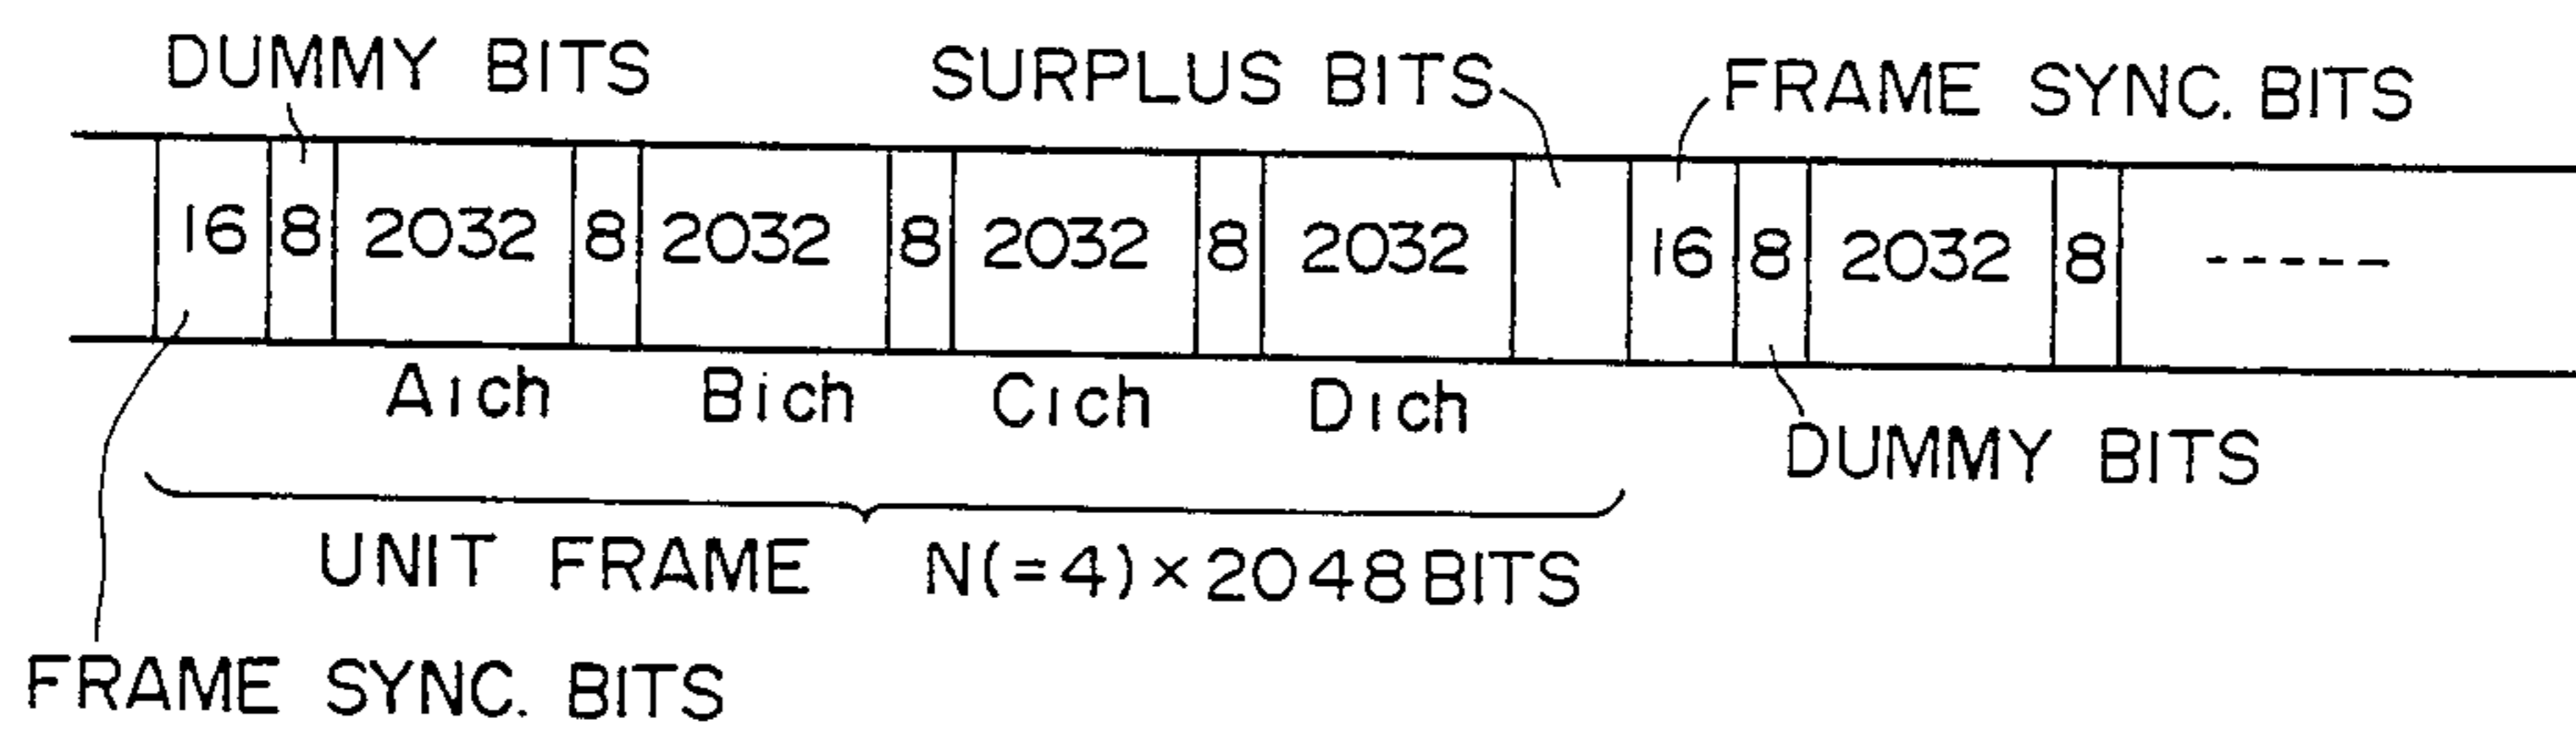 DUMMY BITS SURPLUS BITS FRAME SYNC. BITS
16 8 2032 8 2032 8 2032 8 2032 16 8 2032 8 -----
A1ch B1ch C1ch D1ch
DUMMY BITS
UNIT FRAME N(=4)×2048 BITS
FRAME SYNC. BITS